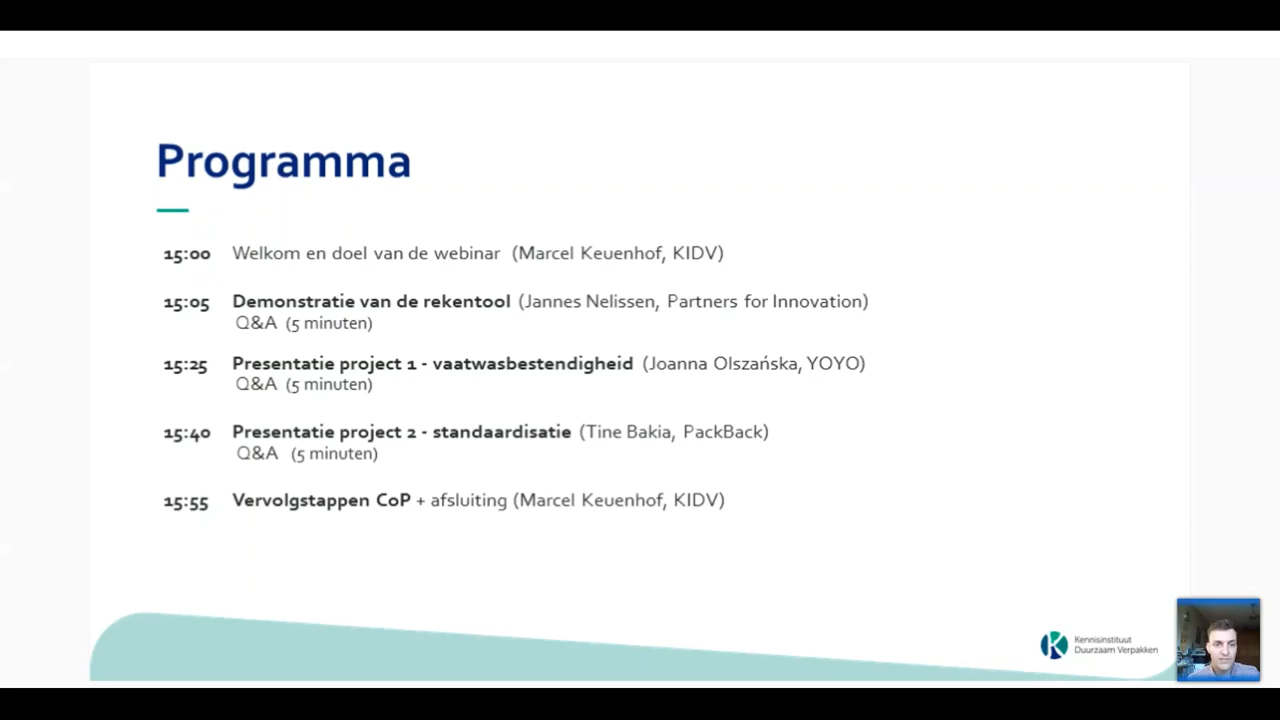 Programma
15:00 Welkom en doel van de webinar (Marcel Keuenhof, KIDV)
15:05 Demonstratie van de rekentool (Jannes Nelissen, Partners for Innovation)
Q&A (5 minuten)
15:25 Presentatie project 1 - vaatwasbestendigheid (Joanna Olszańska, YOYO)
Q&A (5 minuten)
15:40 Presentatie project 2 - standaardisatie (Tine Bakia, PackBack)
Q&A (5 minuten)
15:55 Vervolgstappen CoP + afsluiting (Marcel Keuenhof, KIDV)
Kennisinstituut
Duurzaam Verpakken